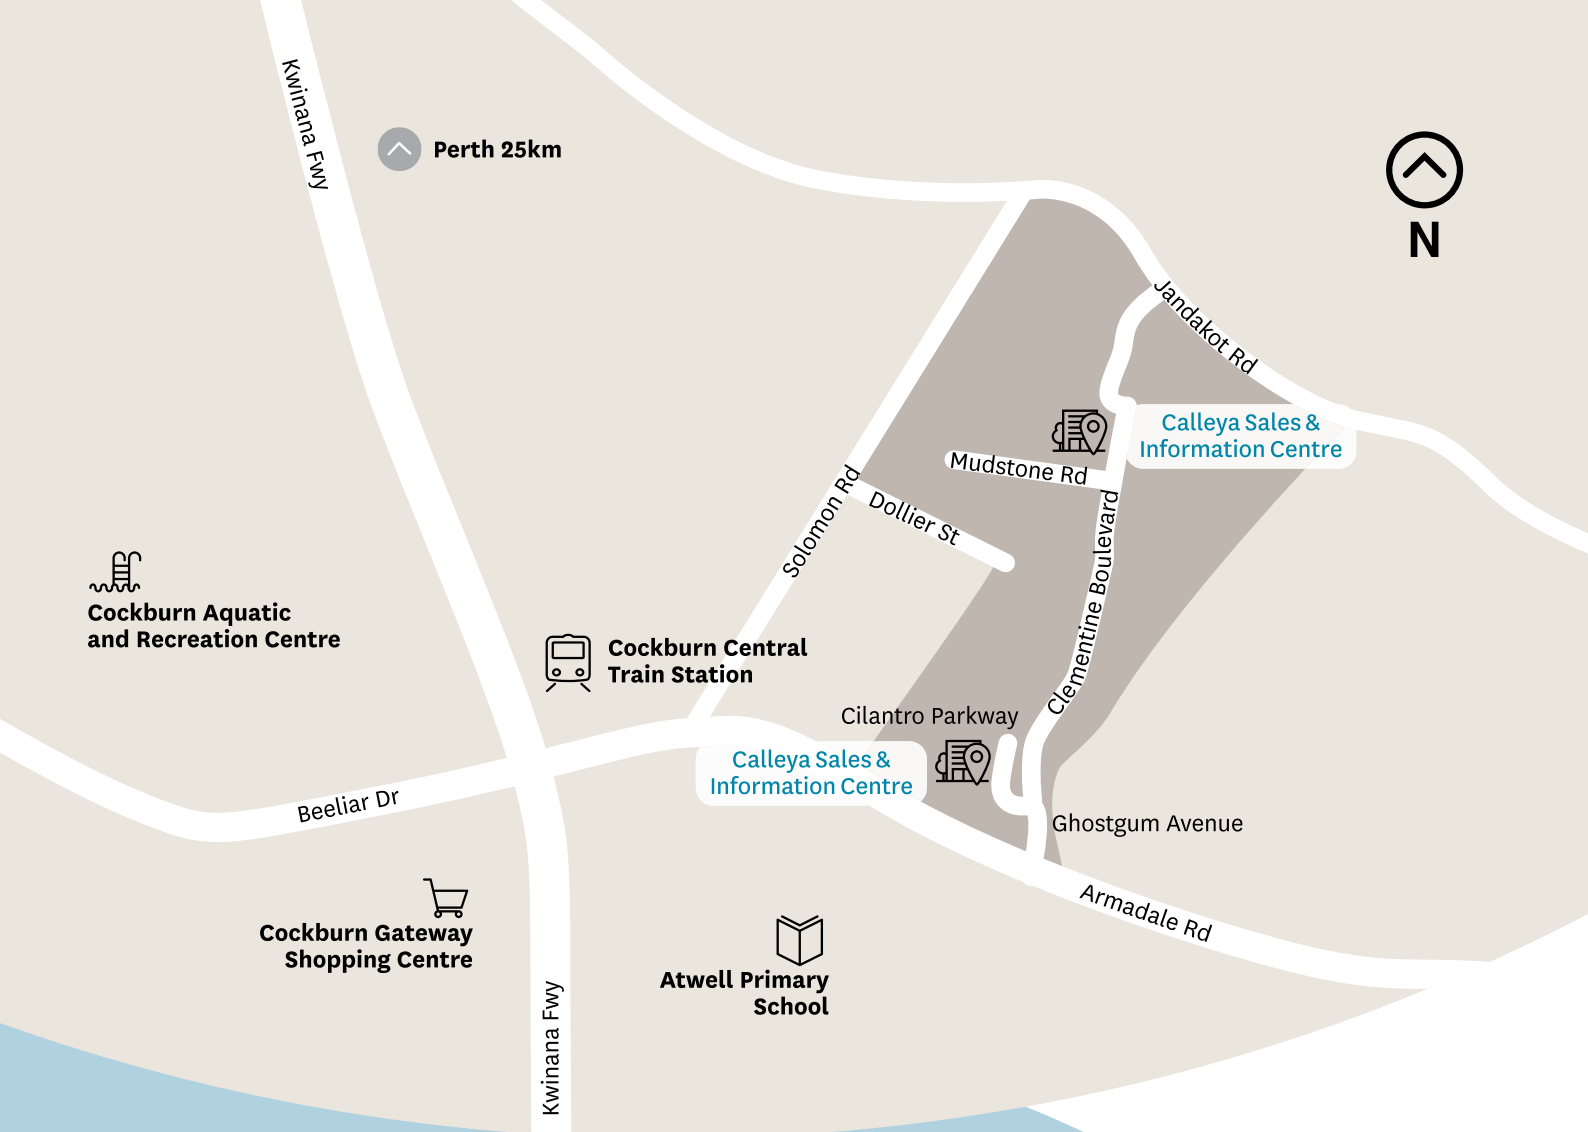 Kwinana Fwy
Perth 25km
N
Jandakot Rd
Calleya Sales &
Information Centre
Mudstone Rd
Solomon Rd
Dollier St
Clementine Boulevard
Cockburn Aquatic
and Recreation Centre
Cockburn Central
Train Station
Cilantro Parkway
Calleya Sales &
Information Centre
Beeliar Dr
Ghostgum Avenue
Armadale Rd
Cockburn Gateway
Shopping Centre
Atwell Primary
School
Kwinana Fwy